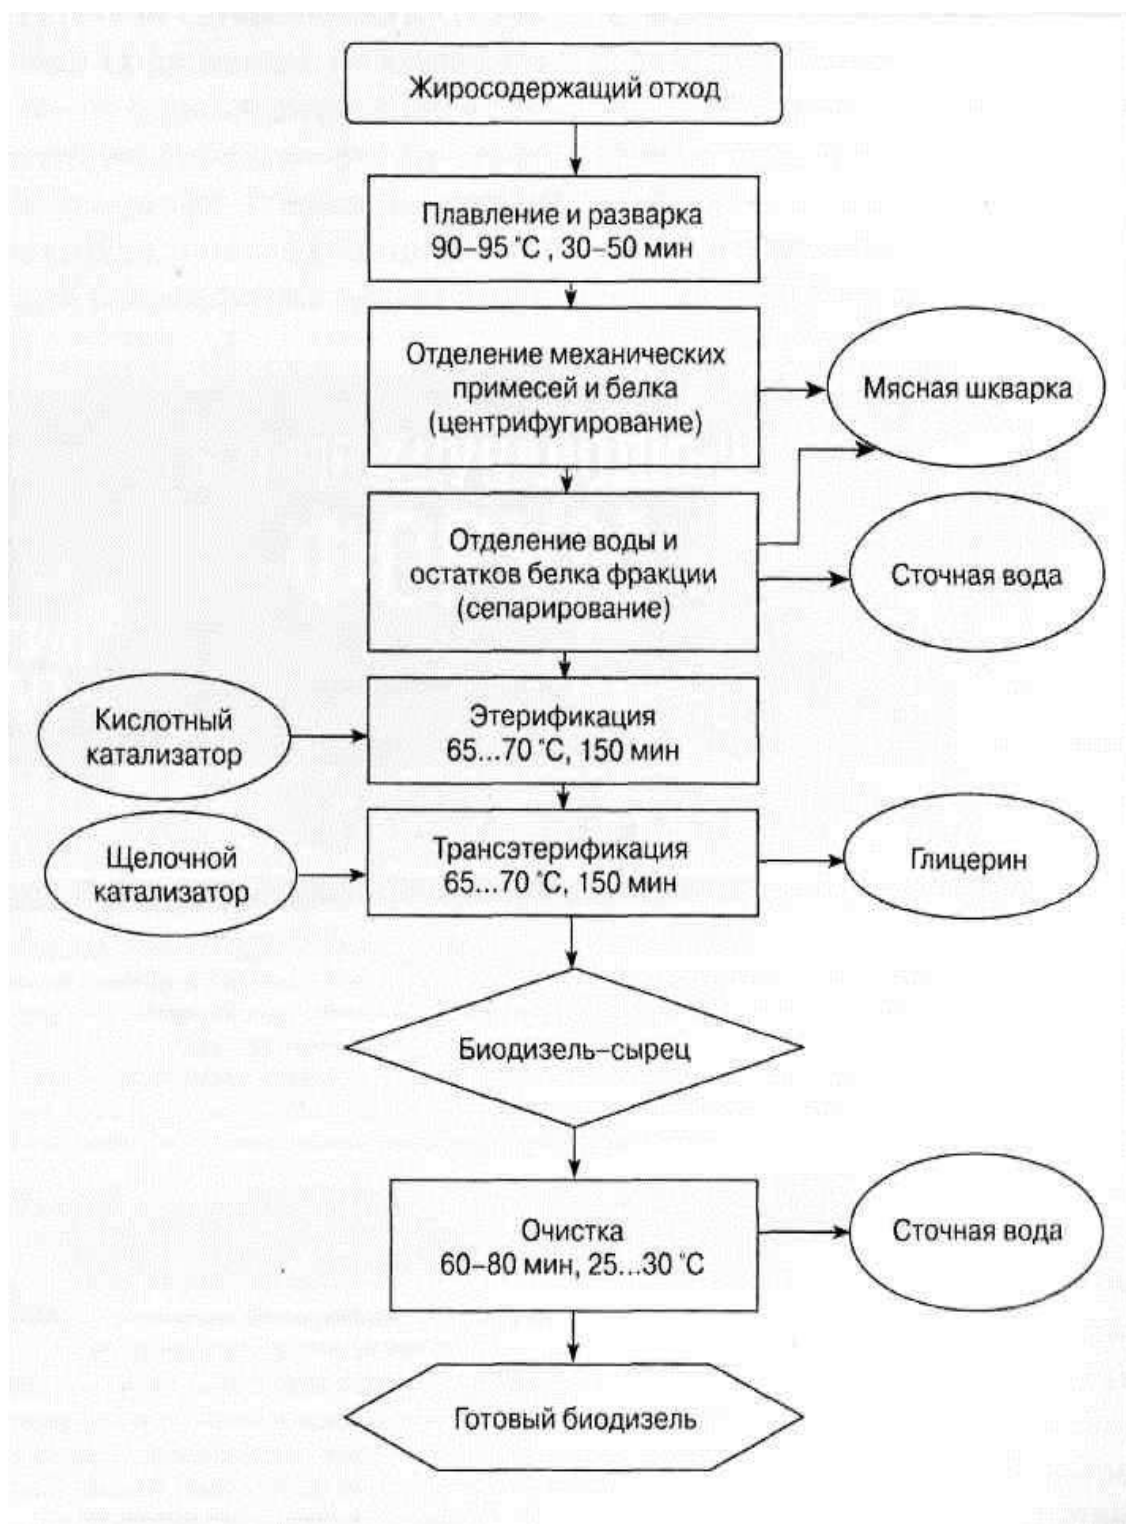 Жиросодержащий отход
Плавление и разварка
90–95 °C , 30–50 мин
Отделение механических
примесей и белка
(центрифугирование)
Мясная шкварка
Отделение воды и
остатков белка фракции
(сепарирование)
Сточная вода
Кислотный
катализатор
Этерификация
65...70 °C, 150 мин
Щелочной
катализатор
Трансэтерификация
65...70 °C, 150 мин
Глицерин
Биодизель–сырец
Очистка
60–80 мин, 25...30 °C
Сточная вода
Готовый биодизель